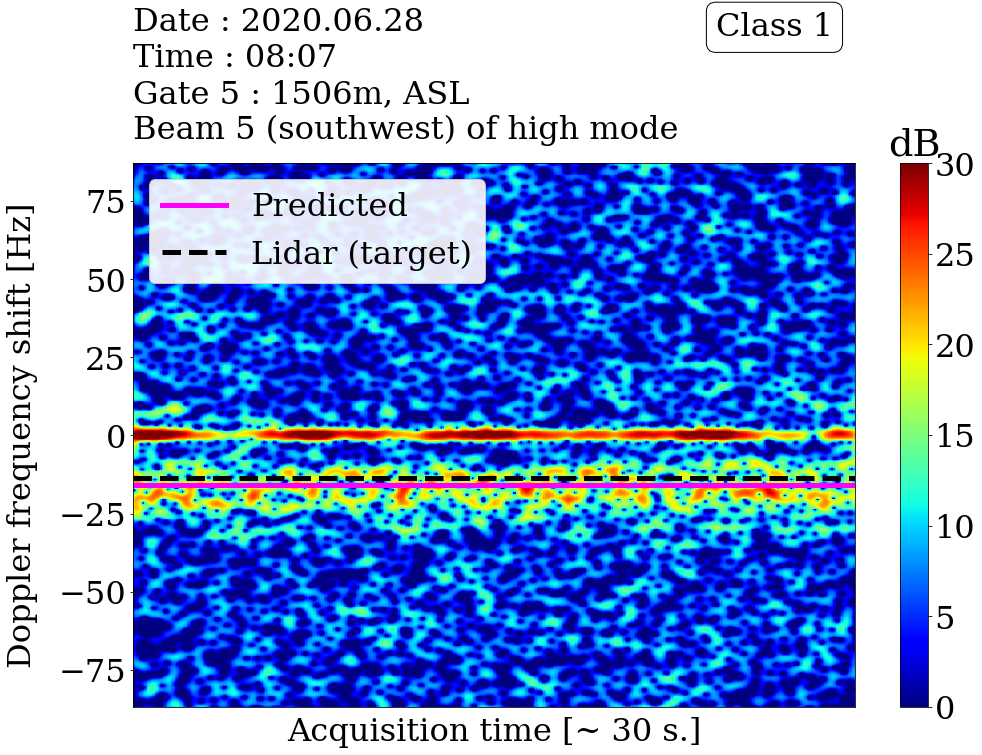 Date : 2020.06.28
Time : 08:07
Gate 5 : 1506m, ASL
Beam 5 (southwest) of high mode
Class 1
dB
Predicted
Lidar (target)
Doppler frequency shift [Hz]
75
50
25
0
−25
−50
−75
30
25
20
15
10
5
0
Acquisition time [~ 30 s.]